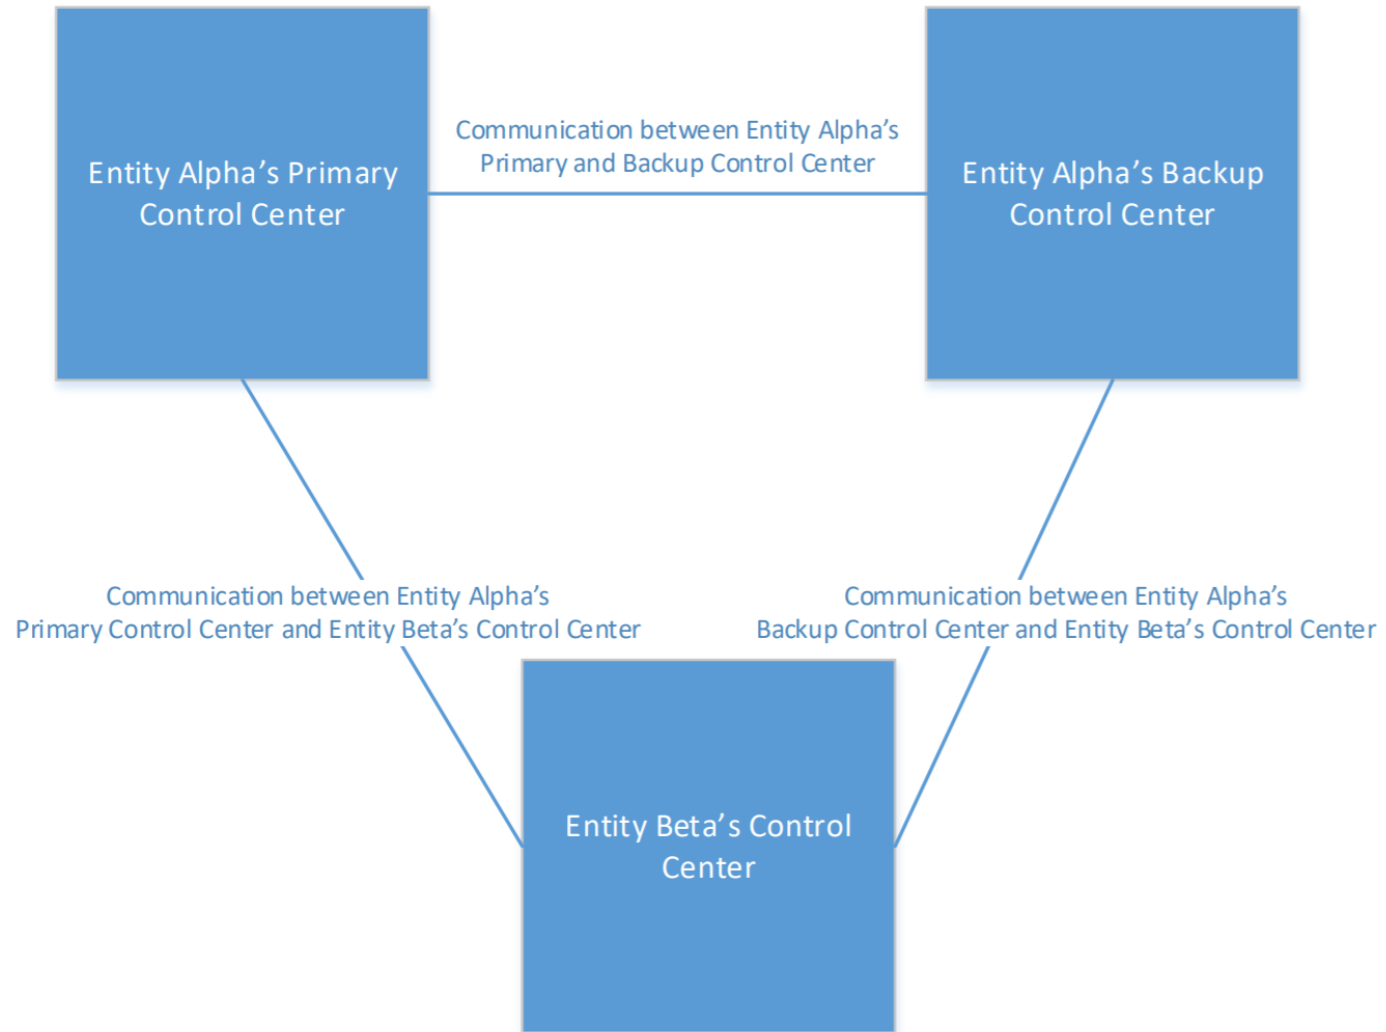 Communication between Entity Alpha's
Primary and Backup Control Center
Entity Alpha's Primary
Control Center
Entity Alpha's Backup
Control Center
Communication between Entity Alpha's
Primary Control Center and Entity Beta's Control Center
Communication between Entity Alpha's
Backup Control Center and Entity Beta's Control Center
Entity Beta's Control
Center